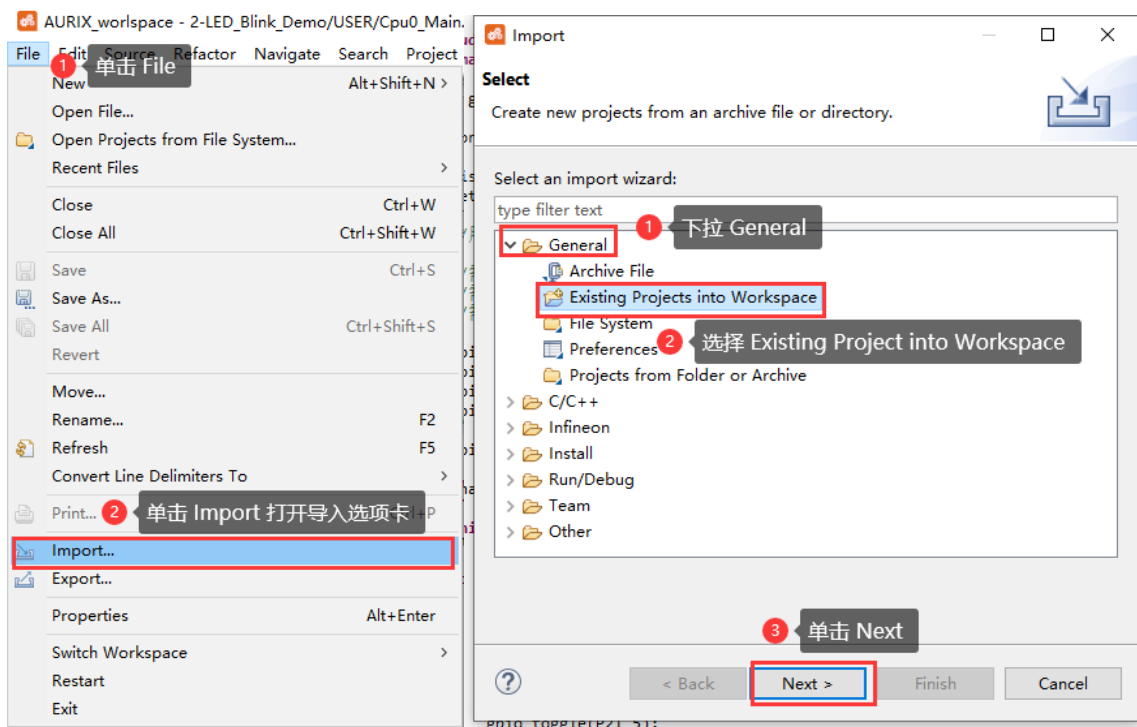 AURIX_worlspace - 2-LED_Blink_Demo/USER/Cpu0_Main.
File Edit Source Refactor Navigate Search Project
1 单击 File
New Alt+Shift+N >
Open File...
Open Projects from File System...
Recent Files >
Close Ctrl+W
Close All Ctrl+Shift+W
Save Ctrl+S
Save As...
Save All Ctrl+Shift+S
Revert
Move...
Rename... F2
Refresh F5
Convert Line Delimiters To >
Print... P
2 单击 Import 打开导入选项卡
Import...
Export...
Properties Alt+Enter
Switch Workspace >
Restart
Exit
Import
Select
Create new projects from an archive file or directory.
Select an import wizard:
type filter text
1 下拉 General
General
Archive File
Existing Projects into Workspace
File System
2 选择 Existing Project into Workspace
Preferences
Projects from Folder or Archive
C/C++
Infineon
Install
Run/Debug
Team
Other
3 单击 Next
? < Back Next > Finish Cancel